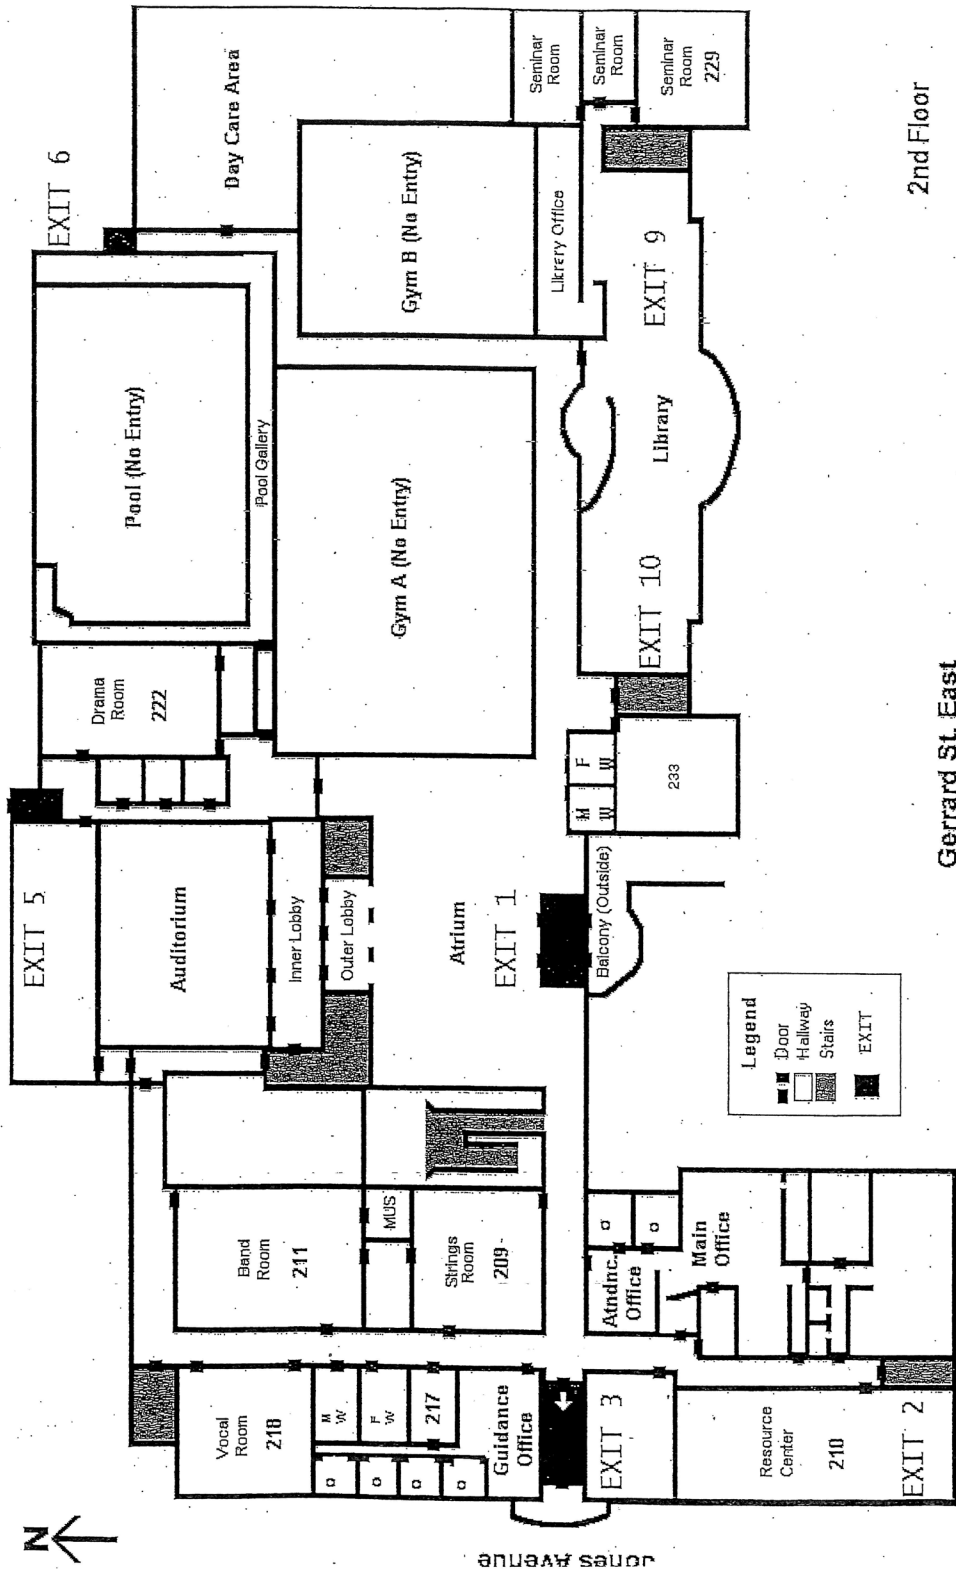 N
EXIT 5
EXIT 6
Drama
Room
222
Pool (No Entry)
Pool Gallery
Day Care Area
Auditorium
Inner Lobby
Outer Lobby
Vocal
Room
218
M
W
F
W
217
O
O
O
O
Guidance
Office
Band
Room
211
MUS
Strings
Room
209
Atrium
EXIT 1
Gym A (No Entry)
Gym B (No Entry)
Library Office
Seminar
Room
Seminar
Room
Seminar
Room
229
EXIT 3
Atndnc.
Office
O
O
Main
Office
Balcony (Outside)
M
W
F
W
233
EXIT 10
Library
EXIT 9
Resource
Center
210
EXIT 2
Legend
Door
Hallway
Stairs
EXIT
Jones Avenue
Gerrard St. East
2nd Floor